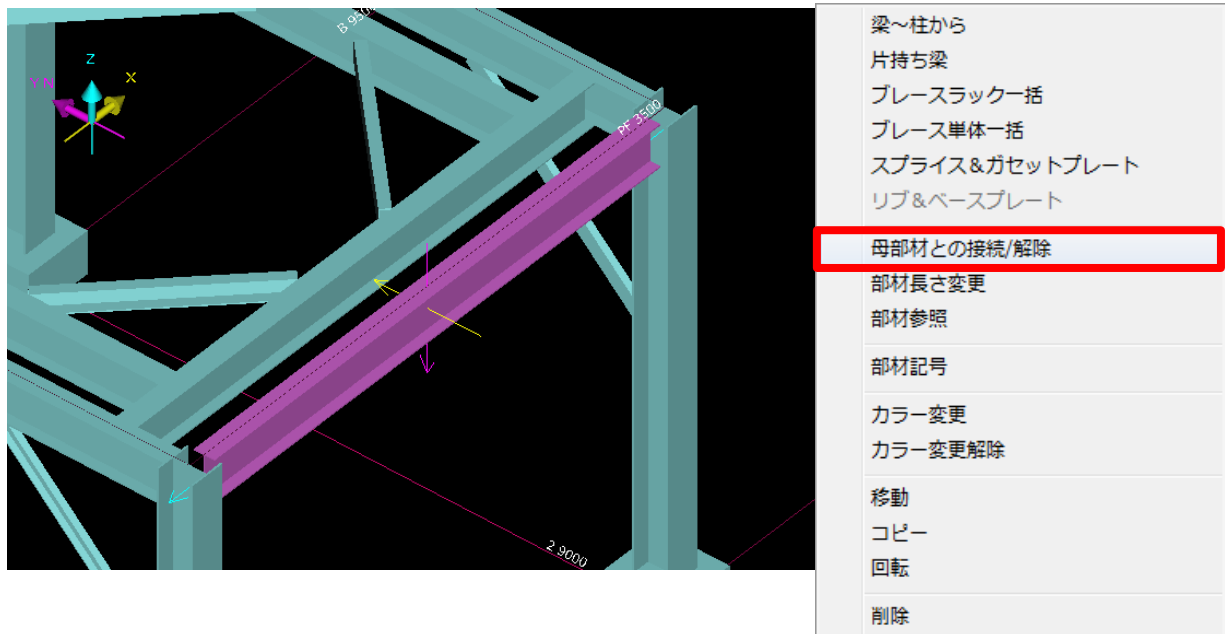 B 9500
Z
X
Y N
PF 3500
2 9000
梁～柱から
片持ち梁
ブレースラック一括
ブレース単体一括
スプライス&ガセットプレート
リブ&ベースプレート
母部材との接続/解除
部材長さ変更
部材参照
部材記号
カラー変更
カラー変更解除
移動
コピー
回転
削除